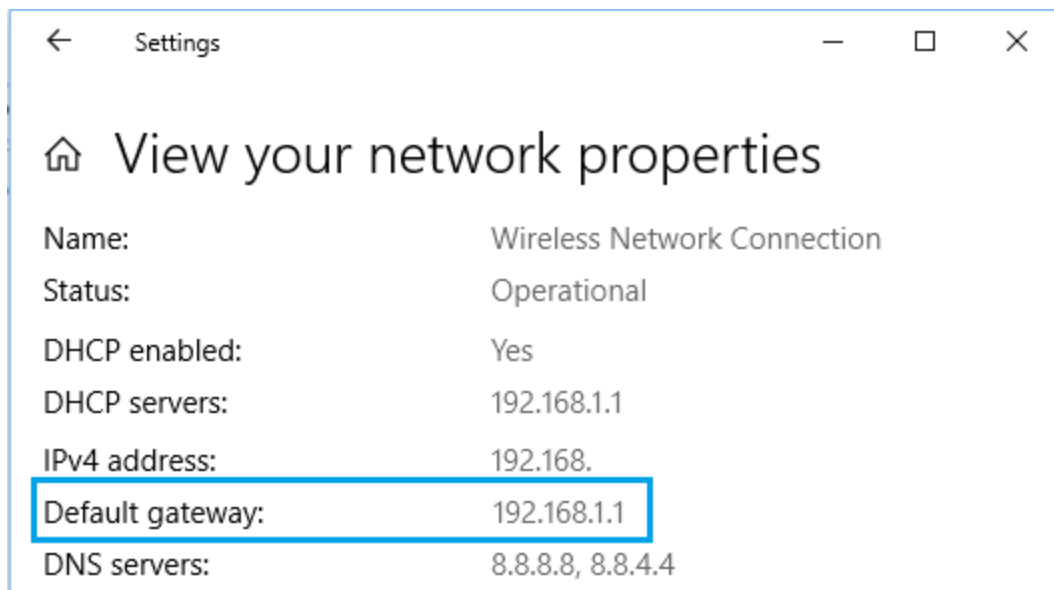 Settings
View your network properties
Name: Wireless Network Connection
Status: Operational
DHCP enabled: Yes
DHCP servers: 192.168.1.1
IPv4 address: 192.168.
Default gateway: 192.168.1.1
DNS servers: 8.8.8.8, 8.8.4.4